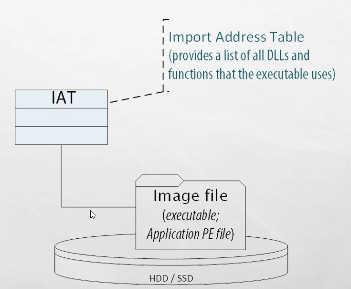 Import Address Table
(provides a list of all DLLs and
functions that the executable uses)
IAT
Image file
(executable;
Application PE file)
HDD / SSD